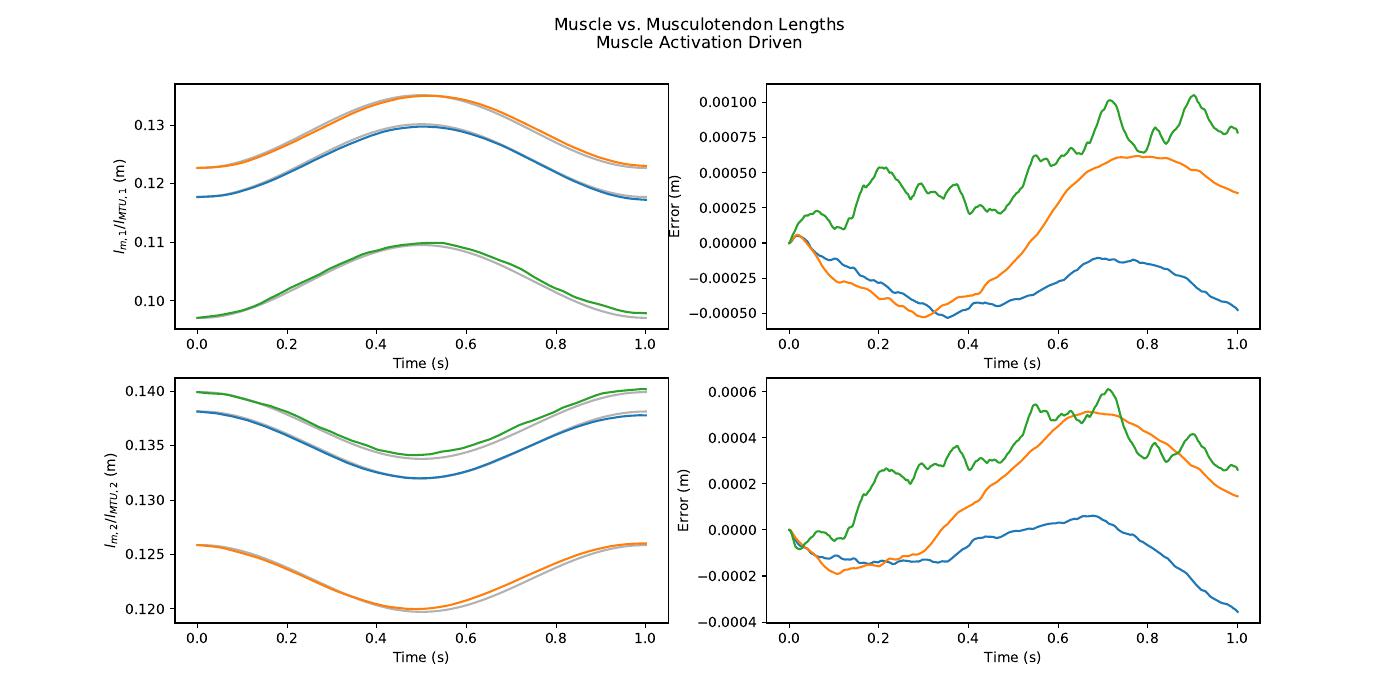 Muscle vs. Musculotendon Lengths
Muscle Activation Driven
l_{m,1}/l_{MTU,1} (m)
0.13
0.12
0.11
0.10
0.0 0.2 0.4 0.6 0.8 1.0
Time (s)
Error (m)
0.00100
0.00075
0.00050
0.00025
0.00000
−0.00025
−0.00050
0.0 0.2 0.4 0.6 0.8 1.0
Time (s)
l_{m,2}/l_{MTU,2} (m)
0.140
0.135
0.130
0.125
0.120
0.0 0.2 0.4 0.6 0.8 1.0
Time (s)
Error (m)
0.0006
0.0004
0.0002
0.0000
−0.0002
−0.0004
0.0 0.2 0.4 0.6 0.8 1.0
Time (s)